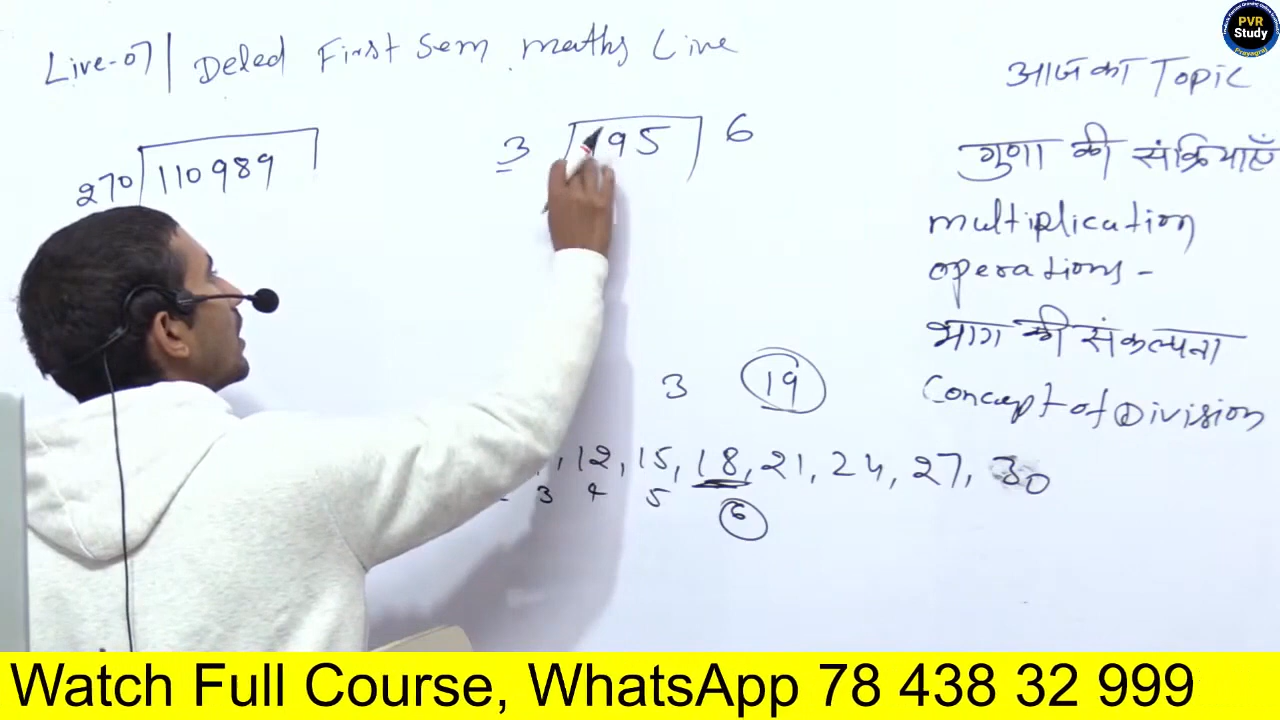 Live-07 | Deled First Sem maths Live
PVR
Study
Prayagraj
आज का Topic
270 110989
3 195 6
गुणा की संक्रियाएँ
multiplication
operations -
भाग की संकल्पना
Concept of Division
3 19
, 12, 15, 18, 21, 24, 27, 30
3 4 5 6
Watch Full Course, WhatsApp 78 438 32 999